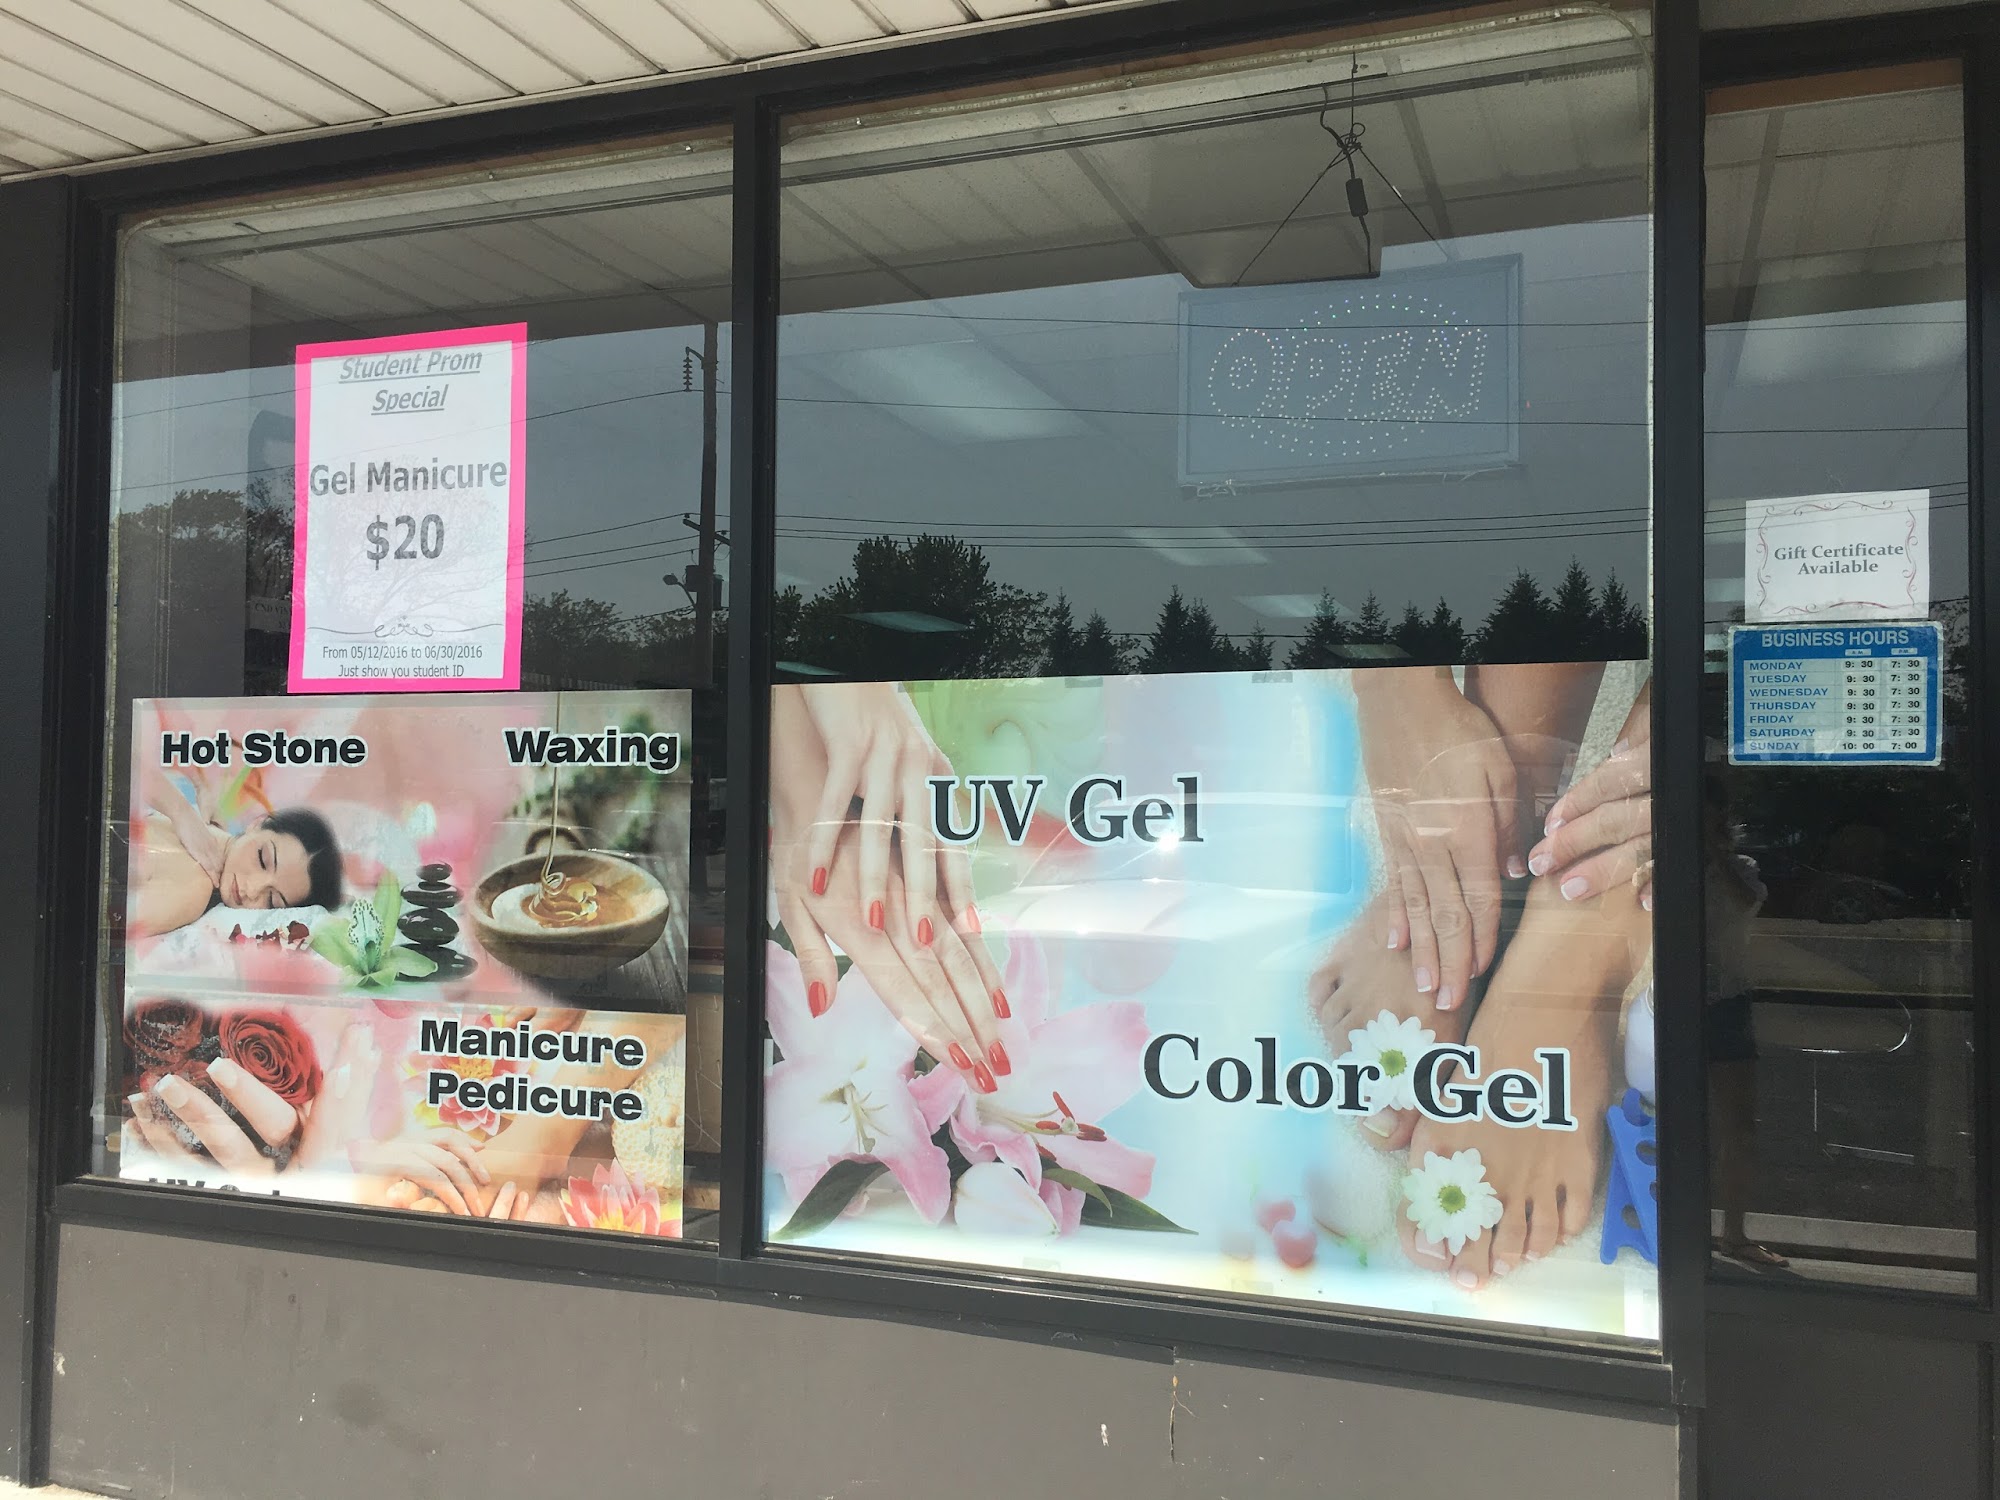 Student Prom
Special
Gel Manicure
$20
From 05/12/2016 to 06/30/2016
Just show you student ID
OPEN
Gift Certificate
Available
BUSINESS HOURS
A.M. P.M.
MONDAY 9: 30 7: 30
TUESDAY 9: 30 7: 30
WEDNESDAY 9: 30 7: 30
THURSDAY 9: 30 7: 30
FRIDAY 9: 30 7: 30
SATURDAY 9: 30 7: 30
SUNDAY 10: 00 7: 00
Hot Stone
Waxing
Manicure
Pedicure
UV Gel
Color Gel